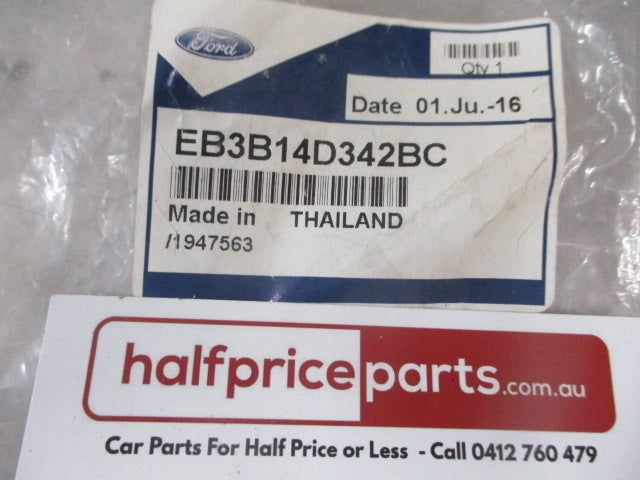 Ford
Qty 1
Date 01.Ju.-16
EB3B14D342BC
Made in THAILAND
/1947563
halfpriceparts.com.au
Car Parts For Half Price or Less - Call 0412 760 479